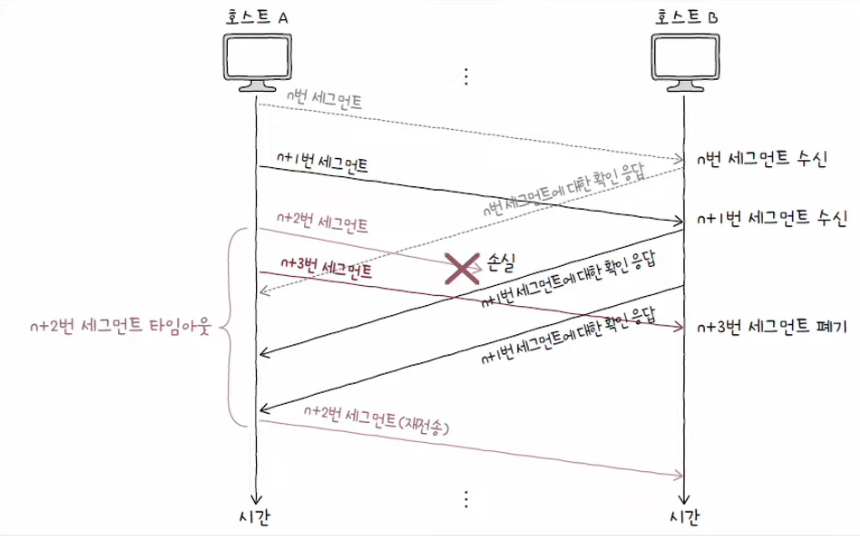 호스트 A
호스트 B
⋮
n번 세그먼트
n번 세그먼트 수신
n+1번 세그먼트
n번 세그먼트에 대한 확인 응답
n+1번 세그먼트 수신
n+2번 세그먼트
손실
n+3번 세그먼트
n+1번 세그먼트에 대한 확인 응답
n+2번 세그먼트 타임아웃
n+3번 세그먼트 폐기
n+1번 세그먼트에 대한 확인 응답
n+2번 세그먼트(재전송)
⋮
시간
시간